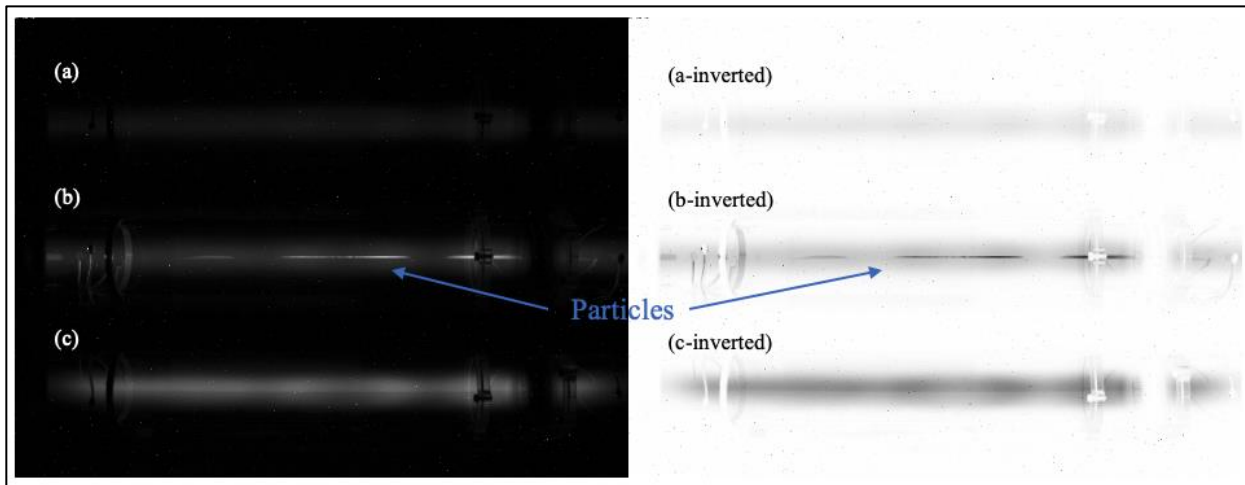 (a)
(a-inverted)
(b)
(b-inverted)
Particles
(c)
(c-inverted)